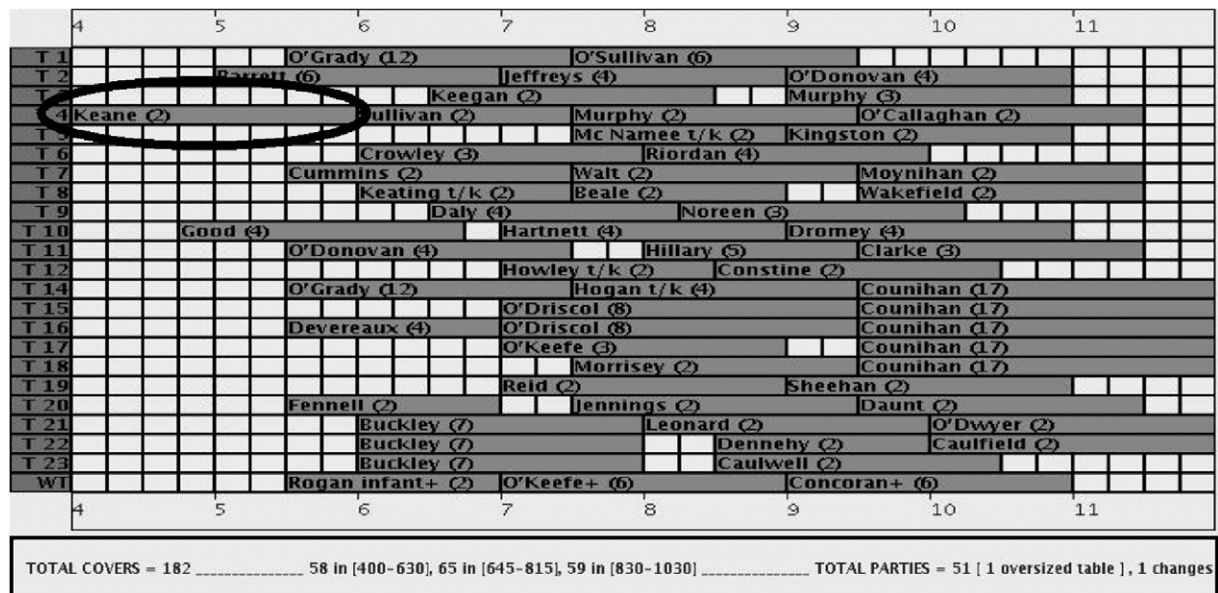 4 5 6 7 8 9 10 11
T 1 O'Grady (12) O'Sullivan (6)
T 2 Barrett (6) Jeffreys (4) O'Donovan (4)
Keegan (2) Murphy (3)
4 Keane (2) ullivan (2) Murphy (2) O'Callaghan (2)
T Mc Namee t/k (2) Kingston (2)
T 6 Crowley (3) Riordan (4)
T 7 Cummins (2) Walt (2) Moynihan (2)
T 8 Keating t/k (2) Beale (2) Wakefield (2)
T 9 Daly (4) Noreen (3)
T 10 Good (4) Hartnett (4) Dromey (4)
T 11 O'Donovan (4) Hillary (5) Clarke (3)
T 12 Howley t/k (2) Constine (2)
T 14 O'Grady (12) Hogan t/k (4) Counihan (17)
T 15 O'Driscol (8) Counihan (17)
T 16 Devereaux (4) O'Driscol (8) Counihan (17)
T 17 O'Keefe (3) Counihan (17)
T 18 Morrisey (2) Counihan (17)
T 19 Reid (2) Sheehan (2)
T 20 Fennell (2) Jennings (2) Daunt (2)
T 21 Buckley (7) Leonard (2) O'Dwyer (2)
T 22 Buckley (7) Dennehy (2) Caulfield (2)
T 23 Buckley (7) Caulwell (2)
WT Rogan infant+ (2) O'Keefe+ (6) Concoran+ (6)
4 5 6 7 8 9 10 11
TOTAL COVERS = 182 ______________ 58 in [400-630], 65 in [645-815], 59 in [830-1030] ______________ TOTAL PARTIES = 51 [ 1 oversized table ] , 1 changes